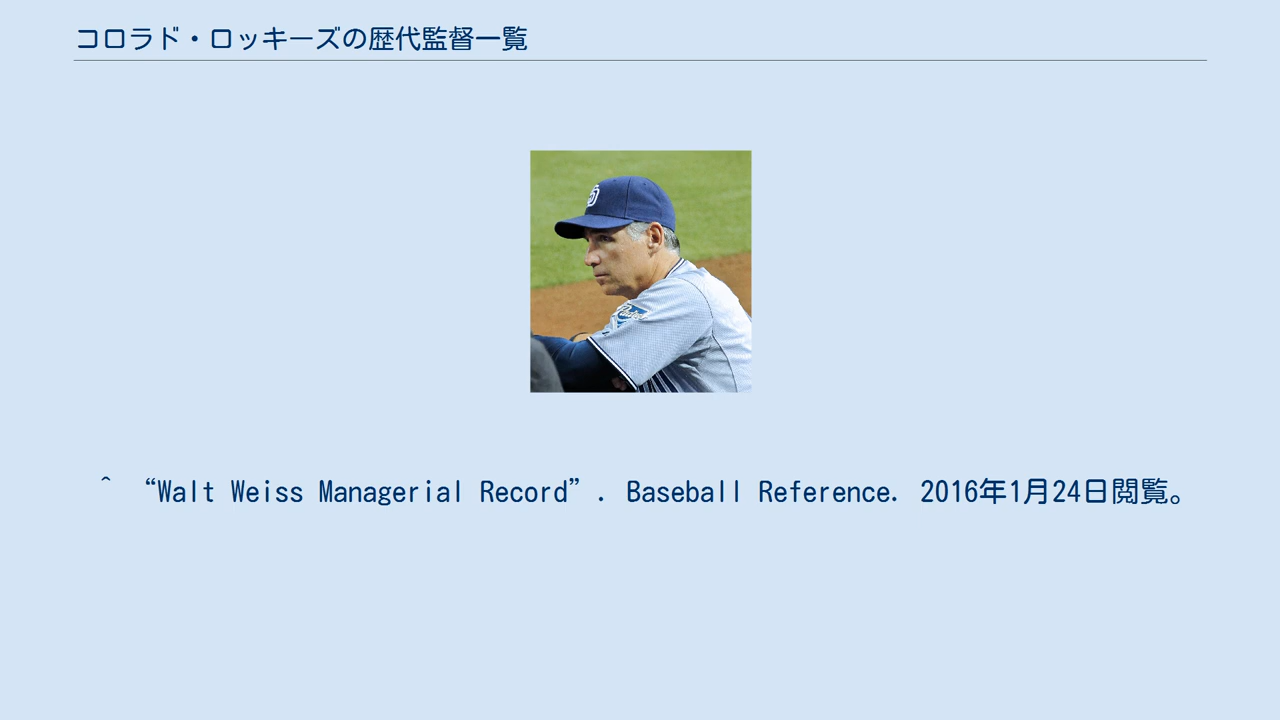 コロラド・ロッキーズの歴代監督一覧
^ “Walt Weiss Managerial Record”. Baseball Reference. 2016年1月24日閲覧。